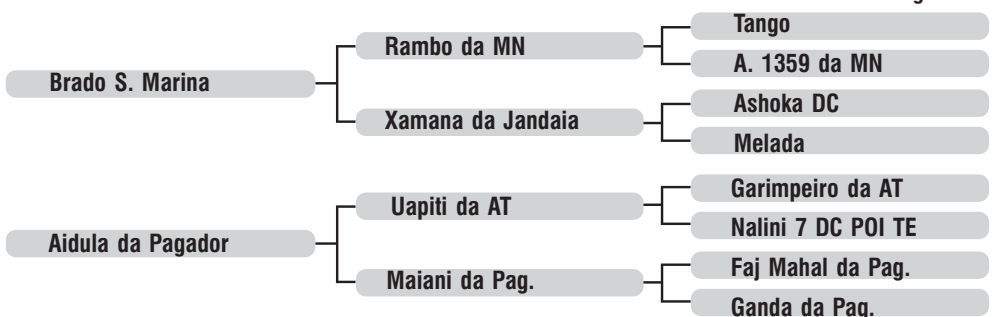 Tango
Rambo da MN
A. 1359 da MN
Brado S. Marina
Ashoka DC
Xamana da Jandaia
Melada
Garimpeiro da AT
Uapiti da AT
Nalini 7 DC POI TE
Aidula da Pagador
Faj Mahal da Pag.
Maiani da Pag.
Ganda da Pag.